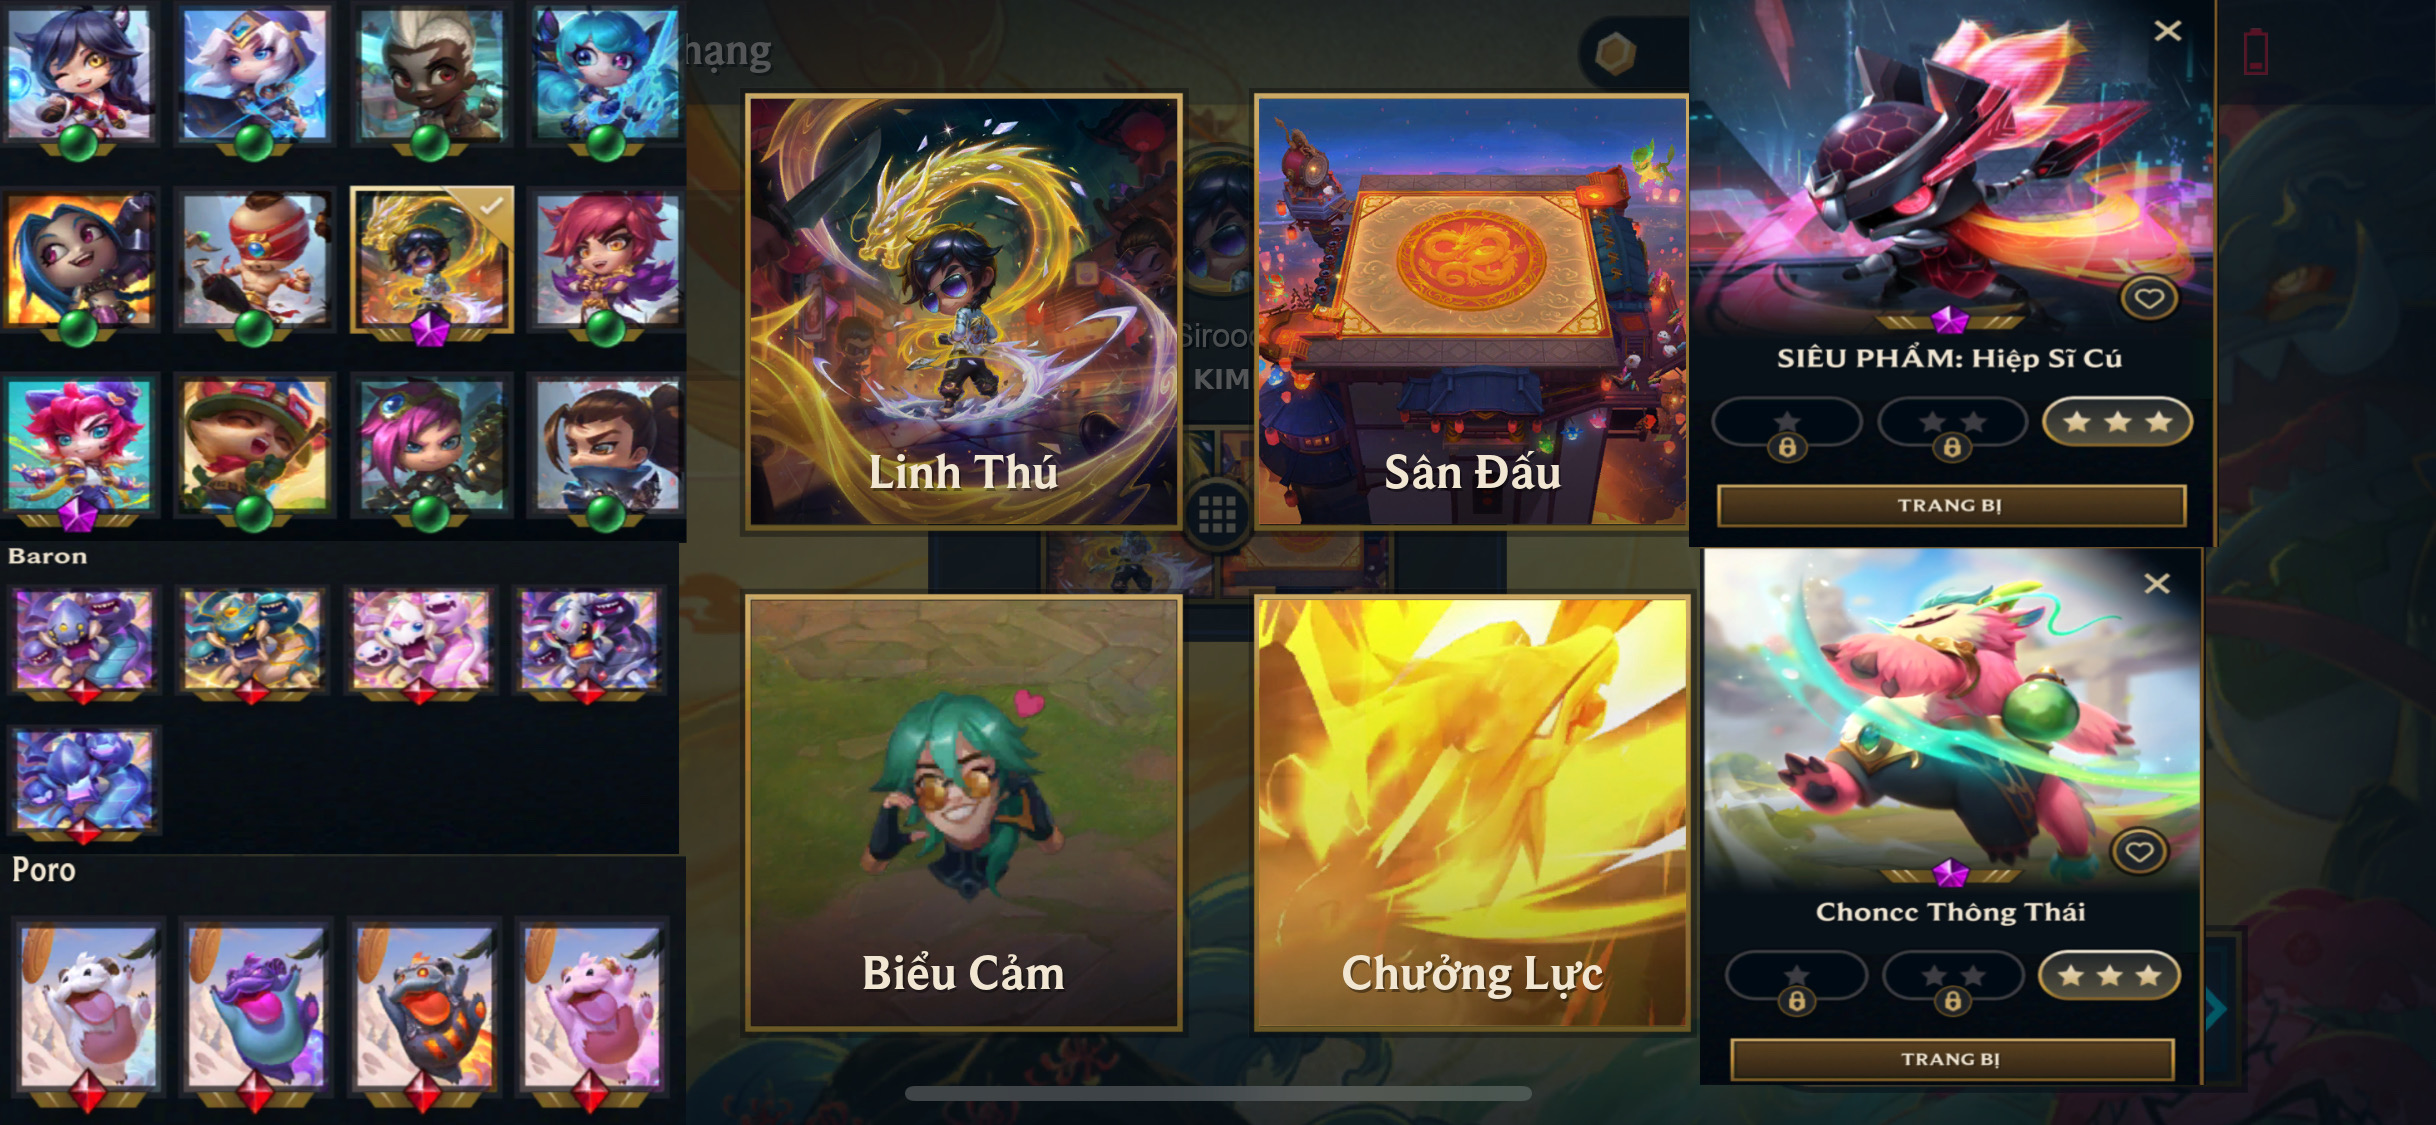 hạng
Baron
Poro
Siroo
KIM
Linh Thú
Sân Đấu
Biểu Cảm
Chưởng Lực
SIÊU PHẨM: Hiệp Sĩ Cú
TRANG BỊ
Choncc Thông Thái
TRANG BỊ